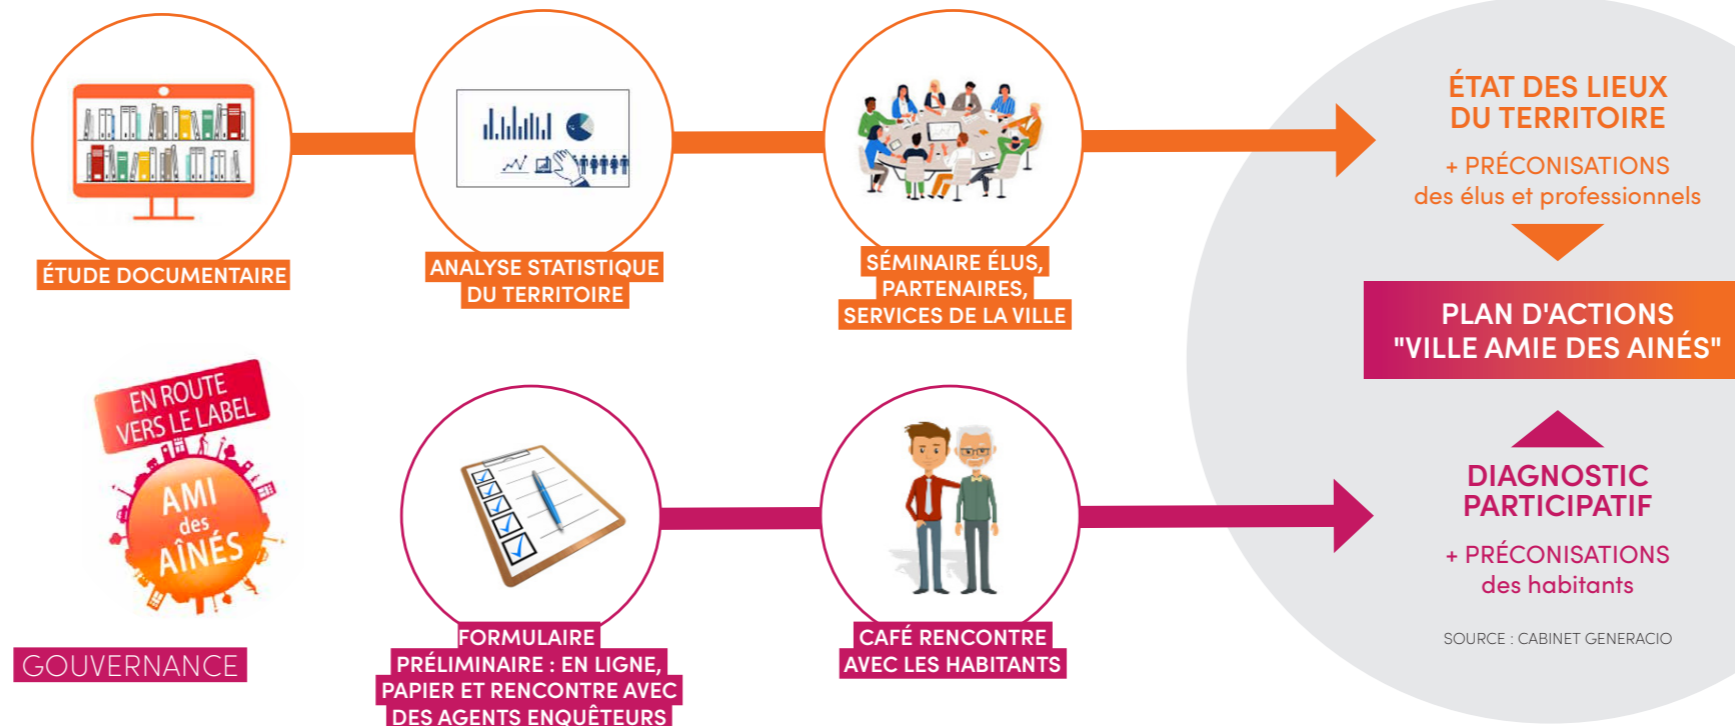 ÉTUDE DOCUMENTAIRE
ANALYSE STATISTIQUE
DU TERRITOIRE
SÉMINAIRE ÉLUS,
PARTENAIRES,
SERVICES DE LA VILLE
ÉTAT DES LIEUX
DU TERRITOIRE
+ PRÉCONISATIONS
des élus et professionnels
PLAN D'ACTIONS
"VILLE AMIE DES AINÉS"
EN ROUTE
VERS LE LABEL
AMI
des
AÎNÉS
GOUVERNANCE
FORMULAIRE
PRÉLIMINAIRE : EN LIGNE,
PAPIER ET RENCONTRE AVEC
DES AGENTS ENQUÊTEURS
CAFÉ RENCONTRE
AVEC LES HABITANTS
DIAGNOSTIC
PARTICIPATIF
+ PRÉCONISATIONS
des habitants
SOURCE : CABINET GENERACIO